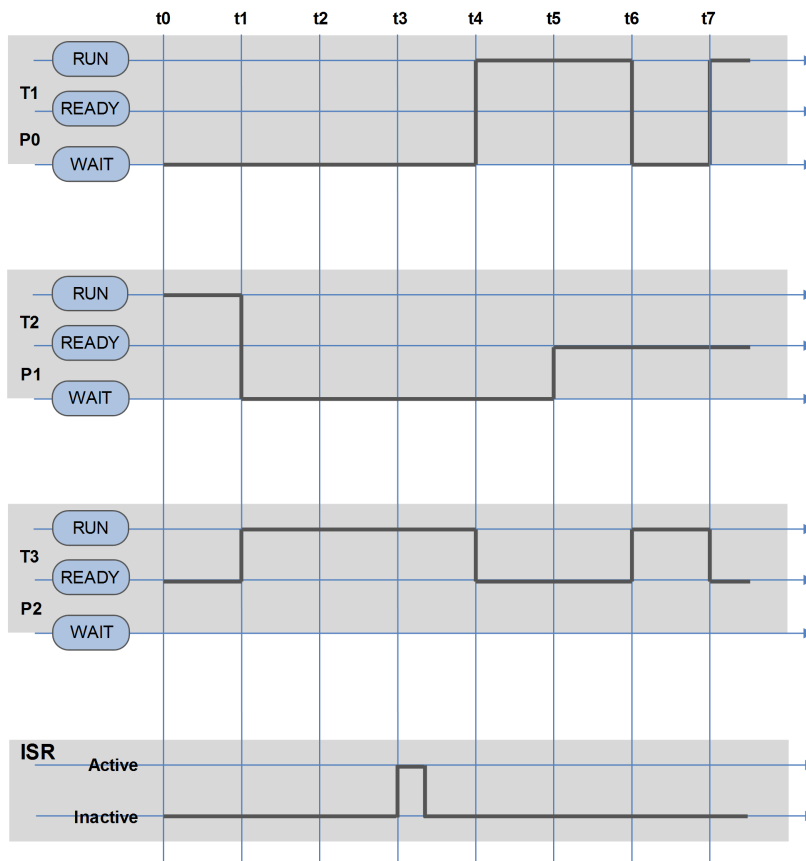 t0 t1 t2 t3 t4 t5 t6 t7
RUN
T1
READY
P0
WAIT
RUN
T2
READY
P1
WAIT
RUN
T3
READY
P2
WAIT
ISR
Active
Inactive